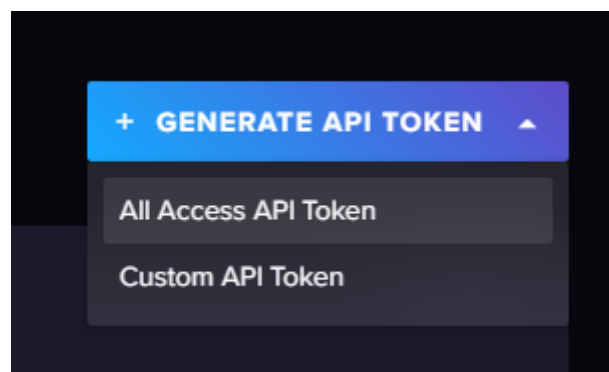 + GENERATE API TOKEN
All Access API Token
Custom API Token